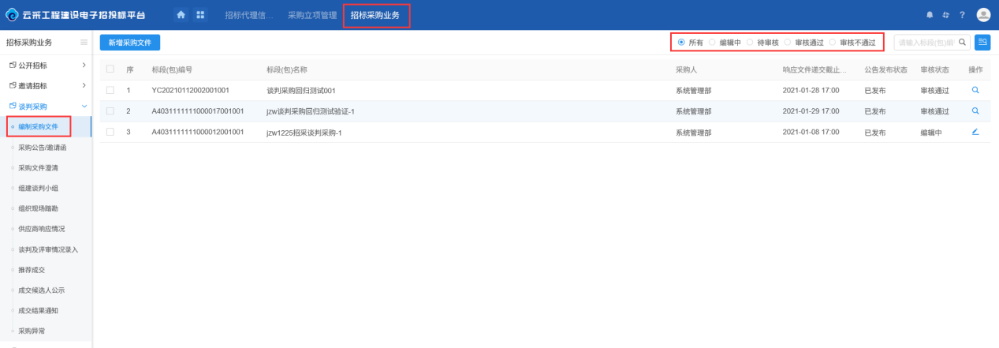 云采工程建设电子招投标平台 招标代理信... 采购立项管理 招标采购业务 ?
招标采购业务 新增采购文件 所有 编辑中 待审核 审核通过 审核不通过 请输入标段(包)编
公开招标
邀请招标
谈判采购
编制采购文件
采购公告/邀请函
采购文件澄清
组建谈判小组
组织现场踏勘
供应商响应情况
谈判及评审情况录入
推荐成交
成交候选人公示
成交结果通知
采购异常
序 标段(包)编号 标段(包)名称 采购人 响应文件递交截止... 公告发布状态 审核状态 操作
1 YC20210112002001001 谈判采购回归测试001 系统管理部 2021-01-28 17:00 已发布 审核通过
2 A4031111111000017001001 jzw谈判采购回归测试验证-1 系统管理部 2021-01-29 17:00 已发布 审核通过
3 A4031111111000012001001 jzw1225招采谈判采购-1 系统管理部 2021-01-08 17:00 已发布 编辑中